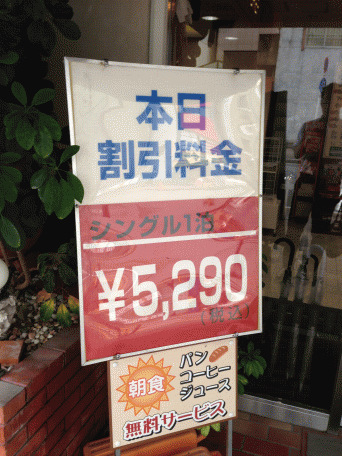 本日
割引料金
シングル1泊
¥5,290
(税込)
朝食
パン
コーヒー
ジュース
無料サービス